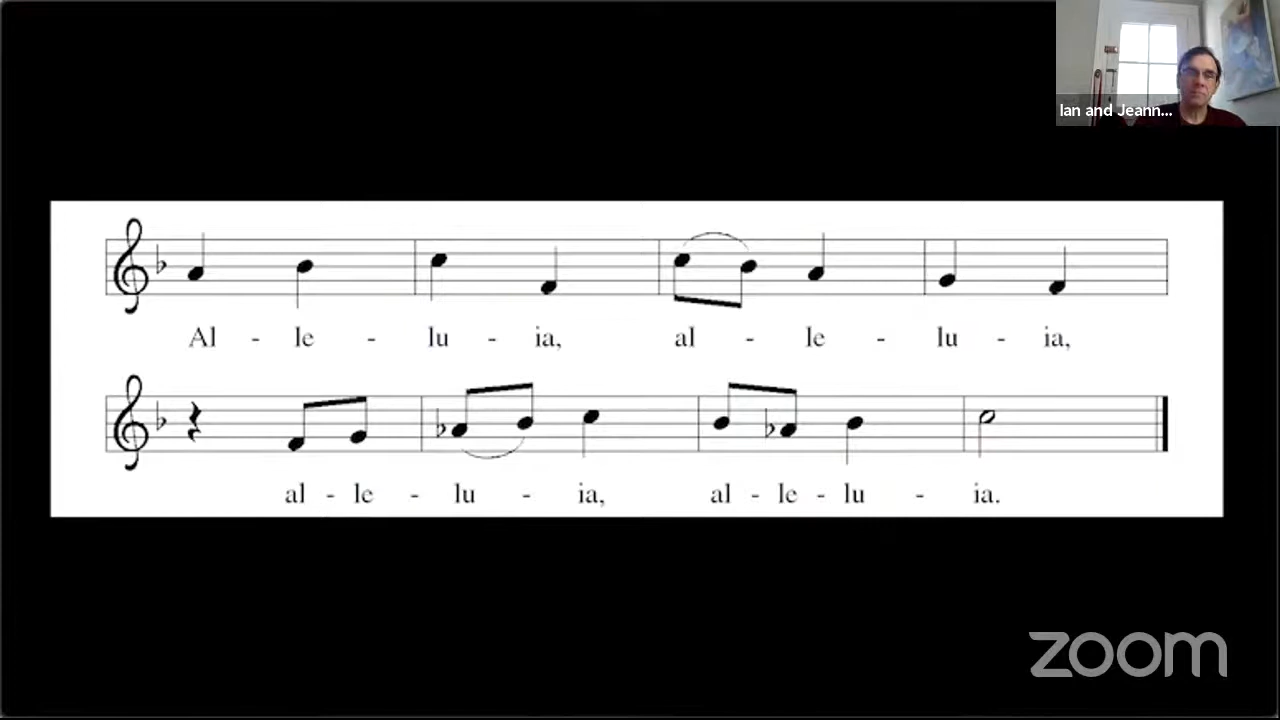 Ian and Jeann...
Al - le - lu - ia, al - le - lu - ia,
al - le - lu - ia, al - le - lu - ia.
zoom